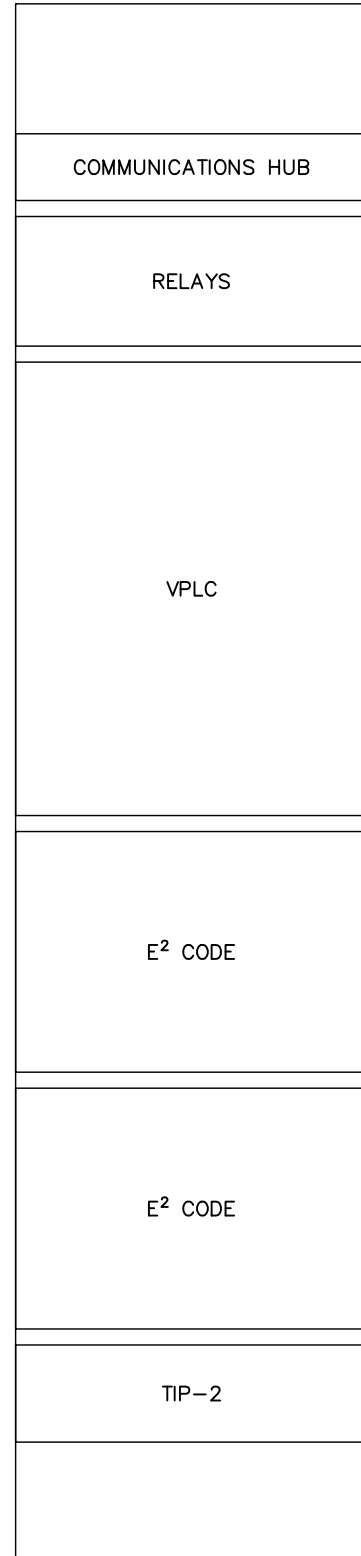 COMMUNICATIONS HUB
RELAYS
VPLC
E² CODE
E² CODE
TIP-2